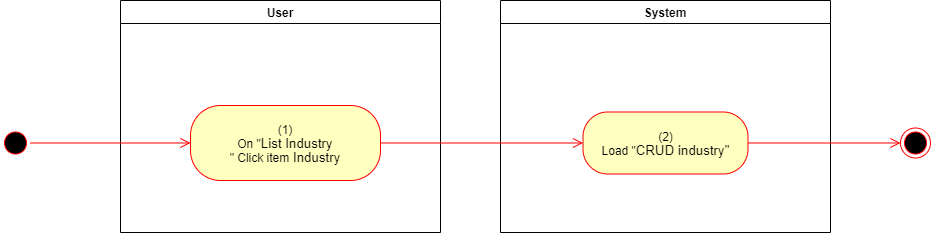 User
System
(1)
On "List Industry
" Click item Industry
(2)
Load "CRUD industry"